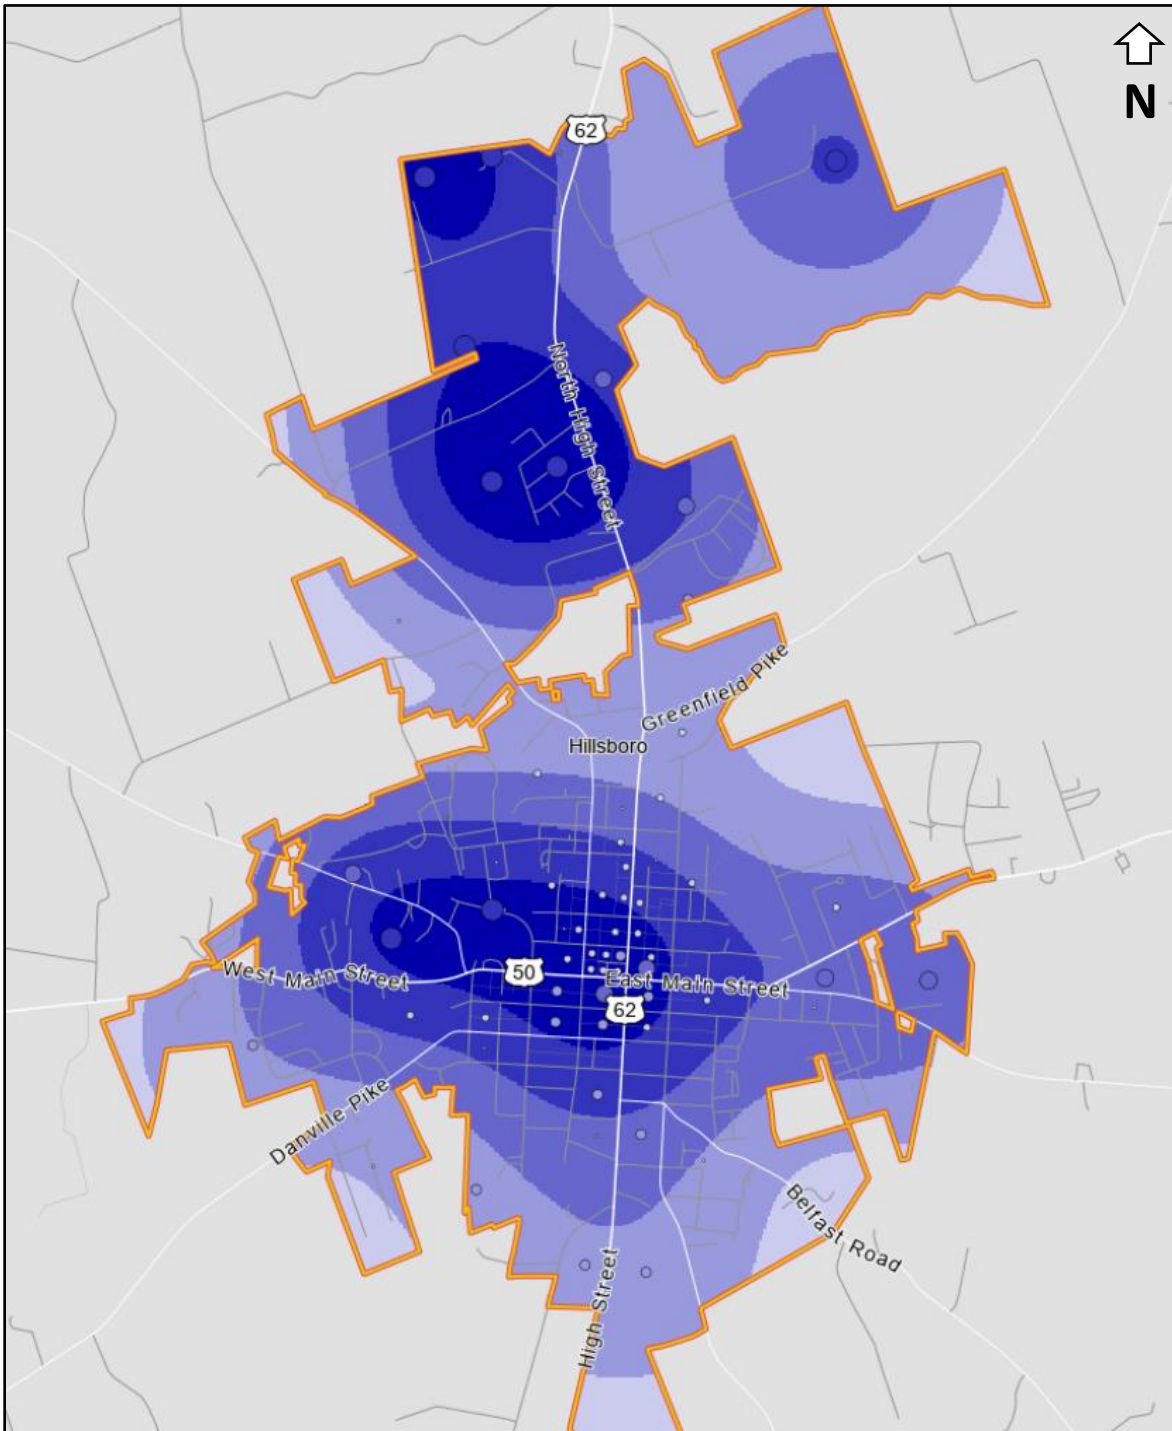 N
62
North High Street
Greenfield Pike
Hillsboro
West Main Street
50
East Main Street
62
Danville Pike
Belfast Road
High Street